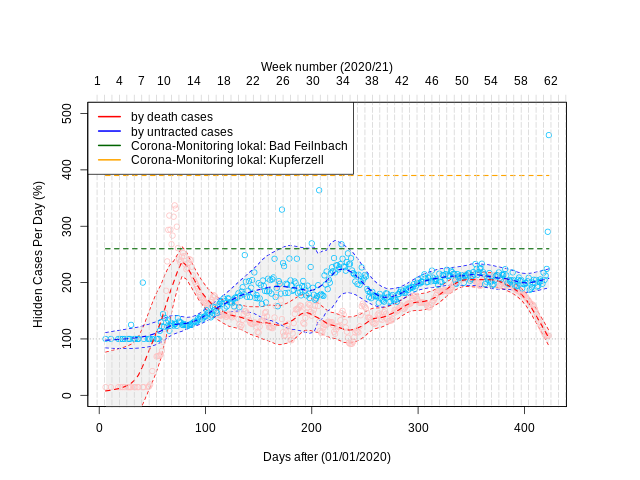 Week number (2020/21)
1 4 7 10 14 18 22 26 30 34 38 42 46 50 54 58 62
by death cases
by untracted cases
Corona-Monitoring lokal: Bad Feilnbach
Corona-Monitoring lokal: Kupferzell
Hidden Cases Per Day (%)
500
400
300
200
100
0
0 100 200 300 400
Days after (01/01/2020)